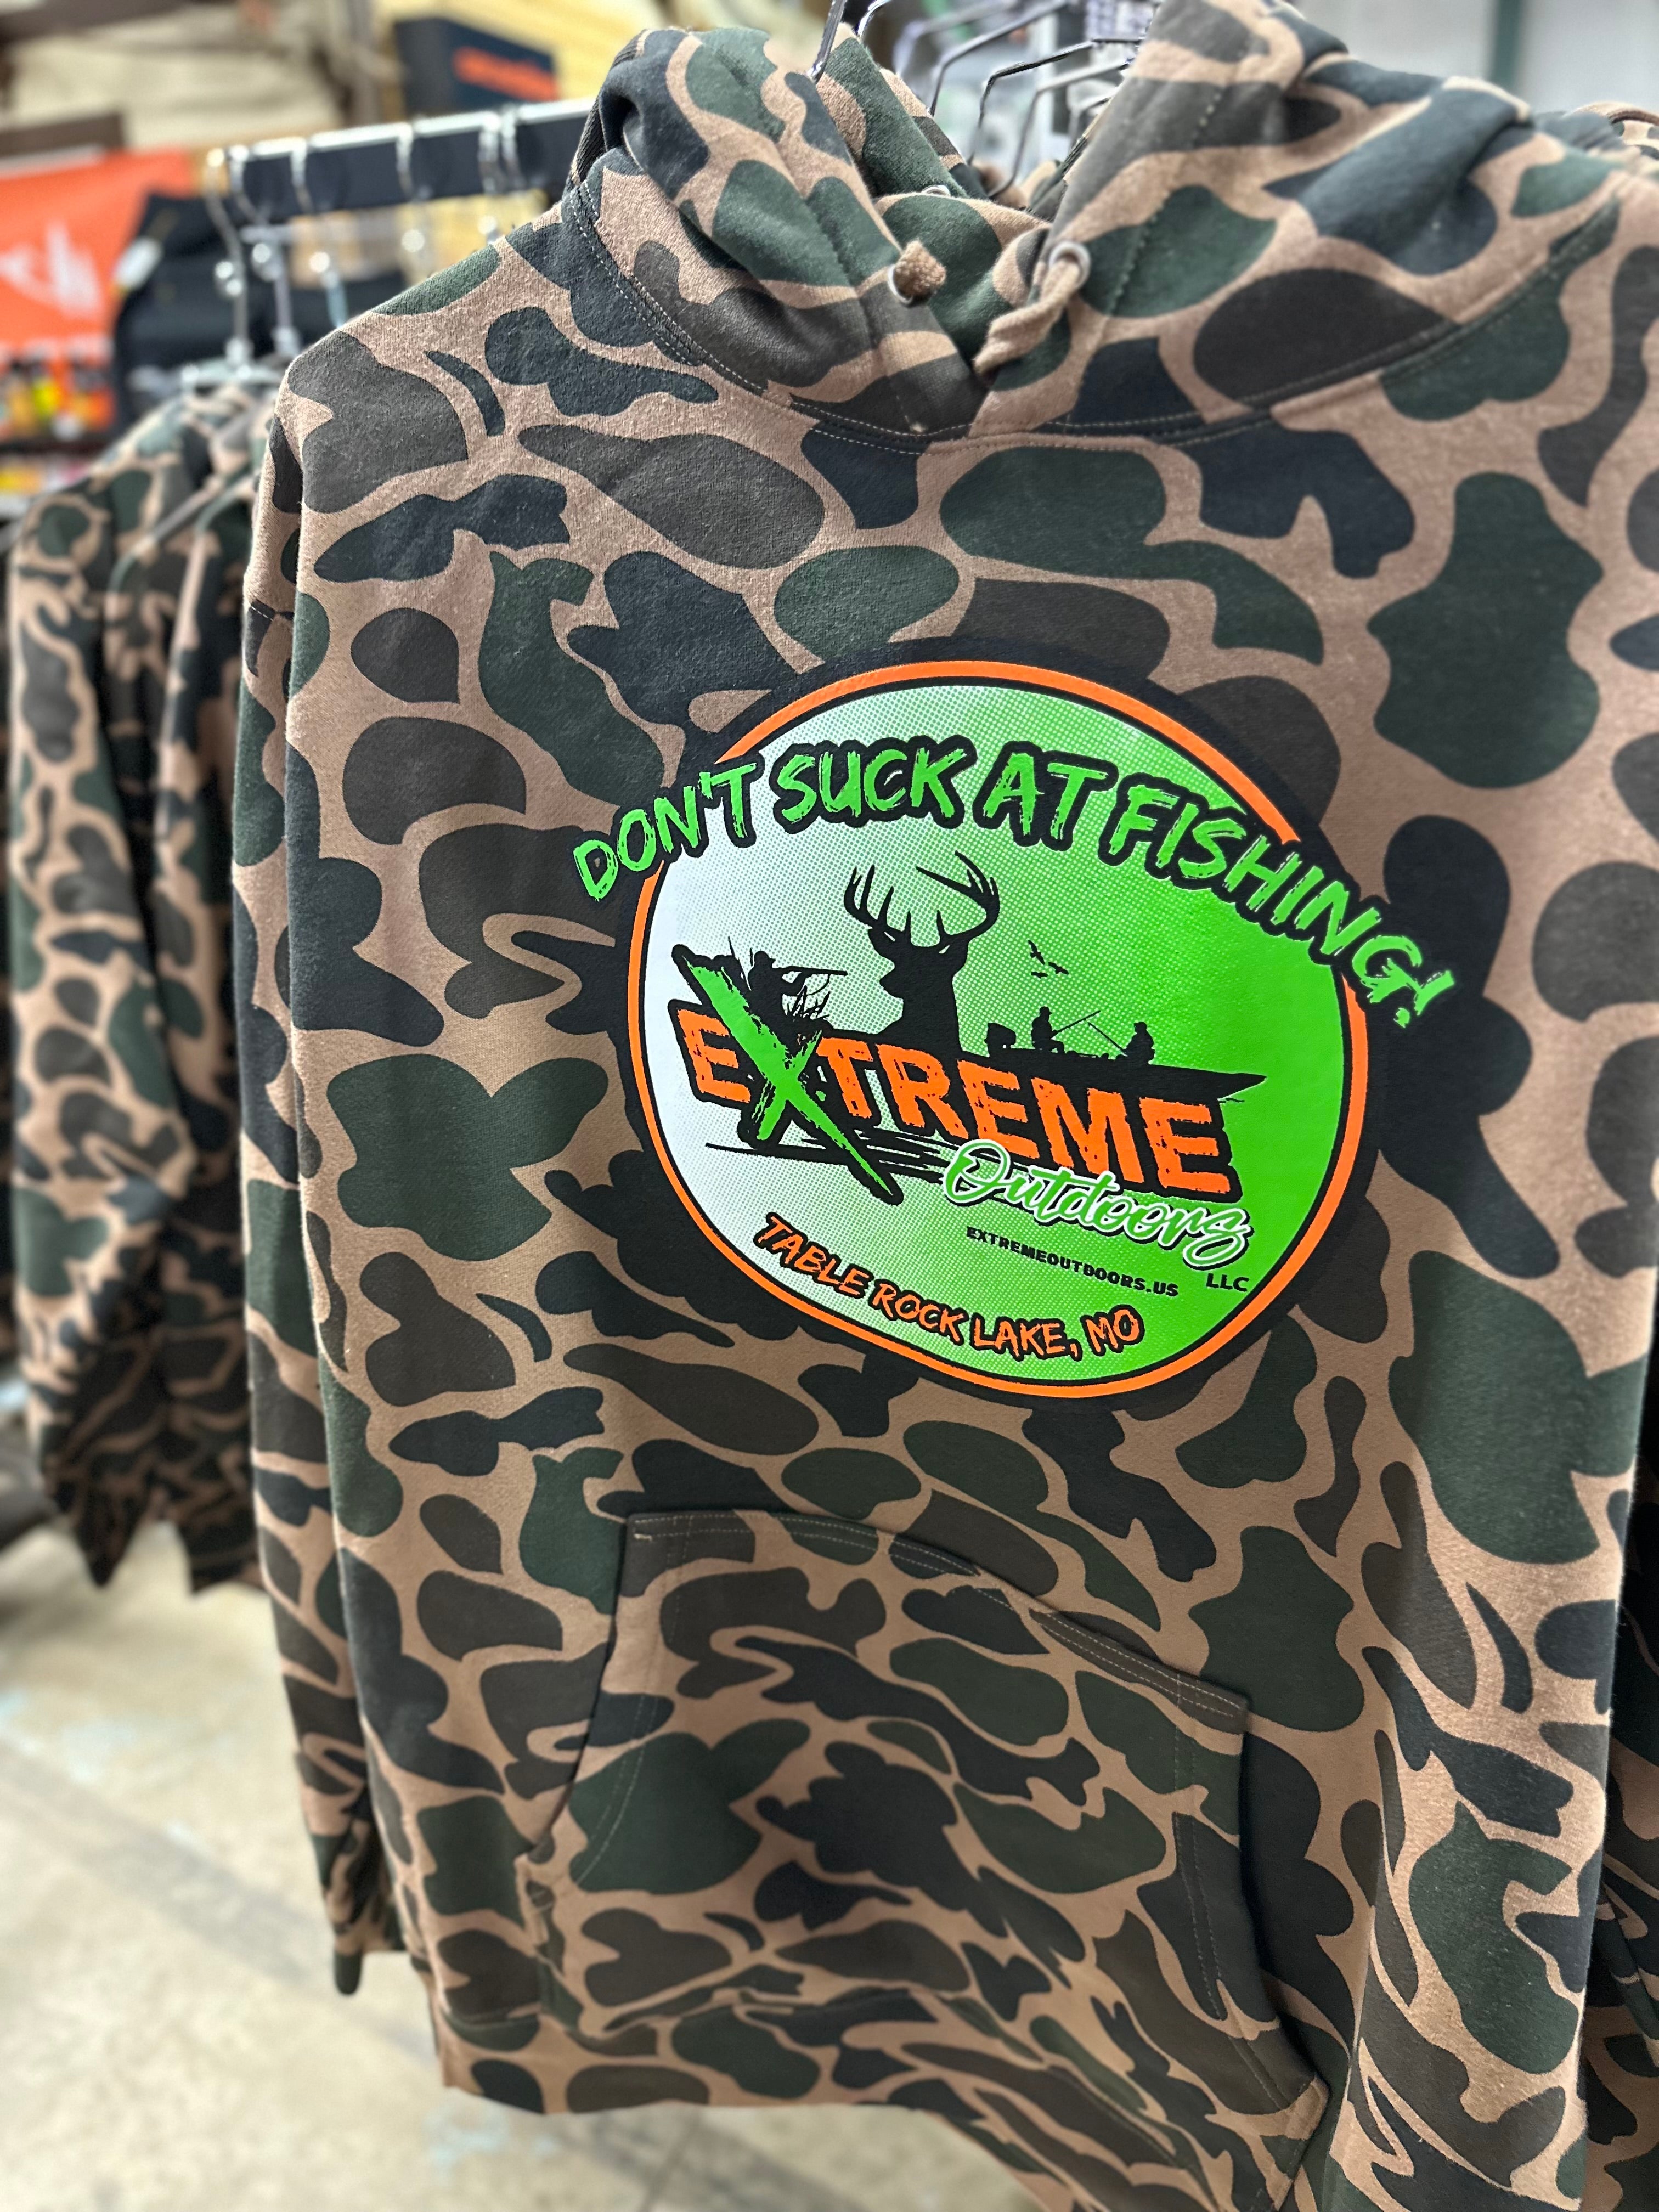 DON'T SUCK AT FISHING!
EXTREME
Outdoors
LLC
EXTREMEOUTDOORS.US
TABLE ROCK LAKE, MO